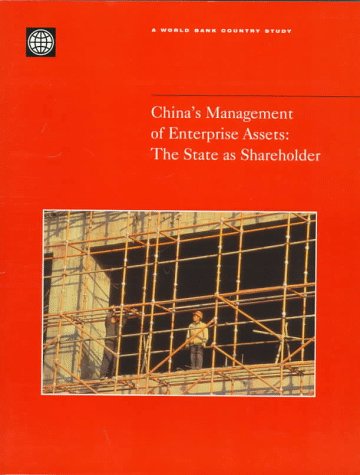 A WORLD BANK COUNTRY STUDY
China's Management
of Enterprise Assets:
The State as Shareholder